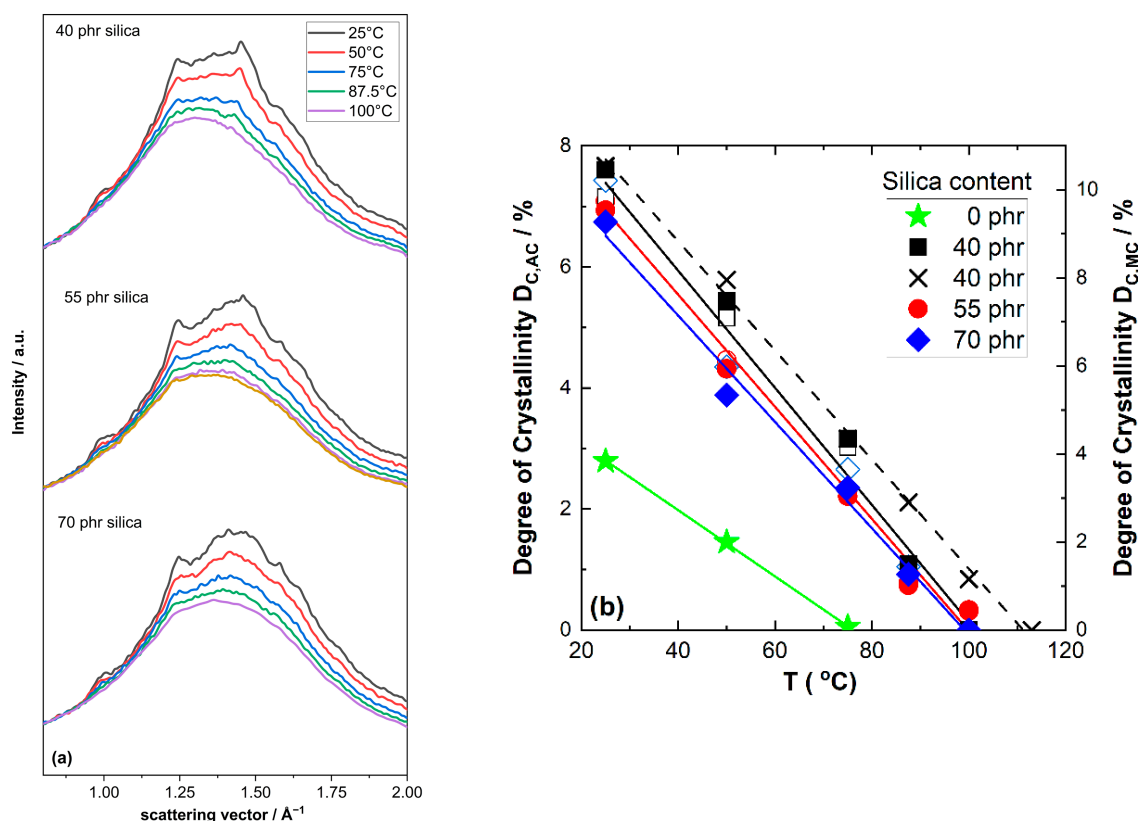 40 phr silica
25°C
50°C
75°C
87.5°C
100°C
55 phr silica
70 phr silica
Intensity / a.u.
(a)
1.00 1.25 1.50 1.75 2.00
scattering vector / Å⁻¹
Degree of Crystallinity D_C,AC / %
8
6
4
2
0
Silica content
0 phr
40 phr
40 phr
55 phr
70 phr
(b)
10
8
6
4
2
0
Degree of Crystallinity D_C,MC / %
20 40 60 80 100 120
T ( °C)